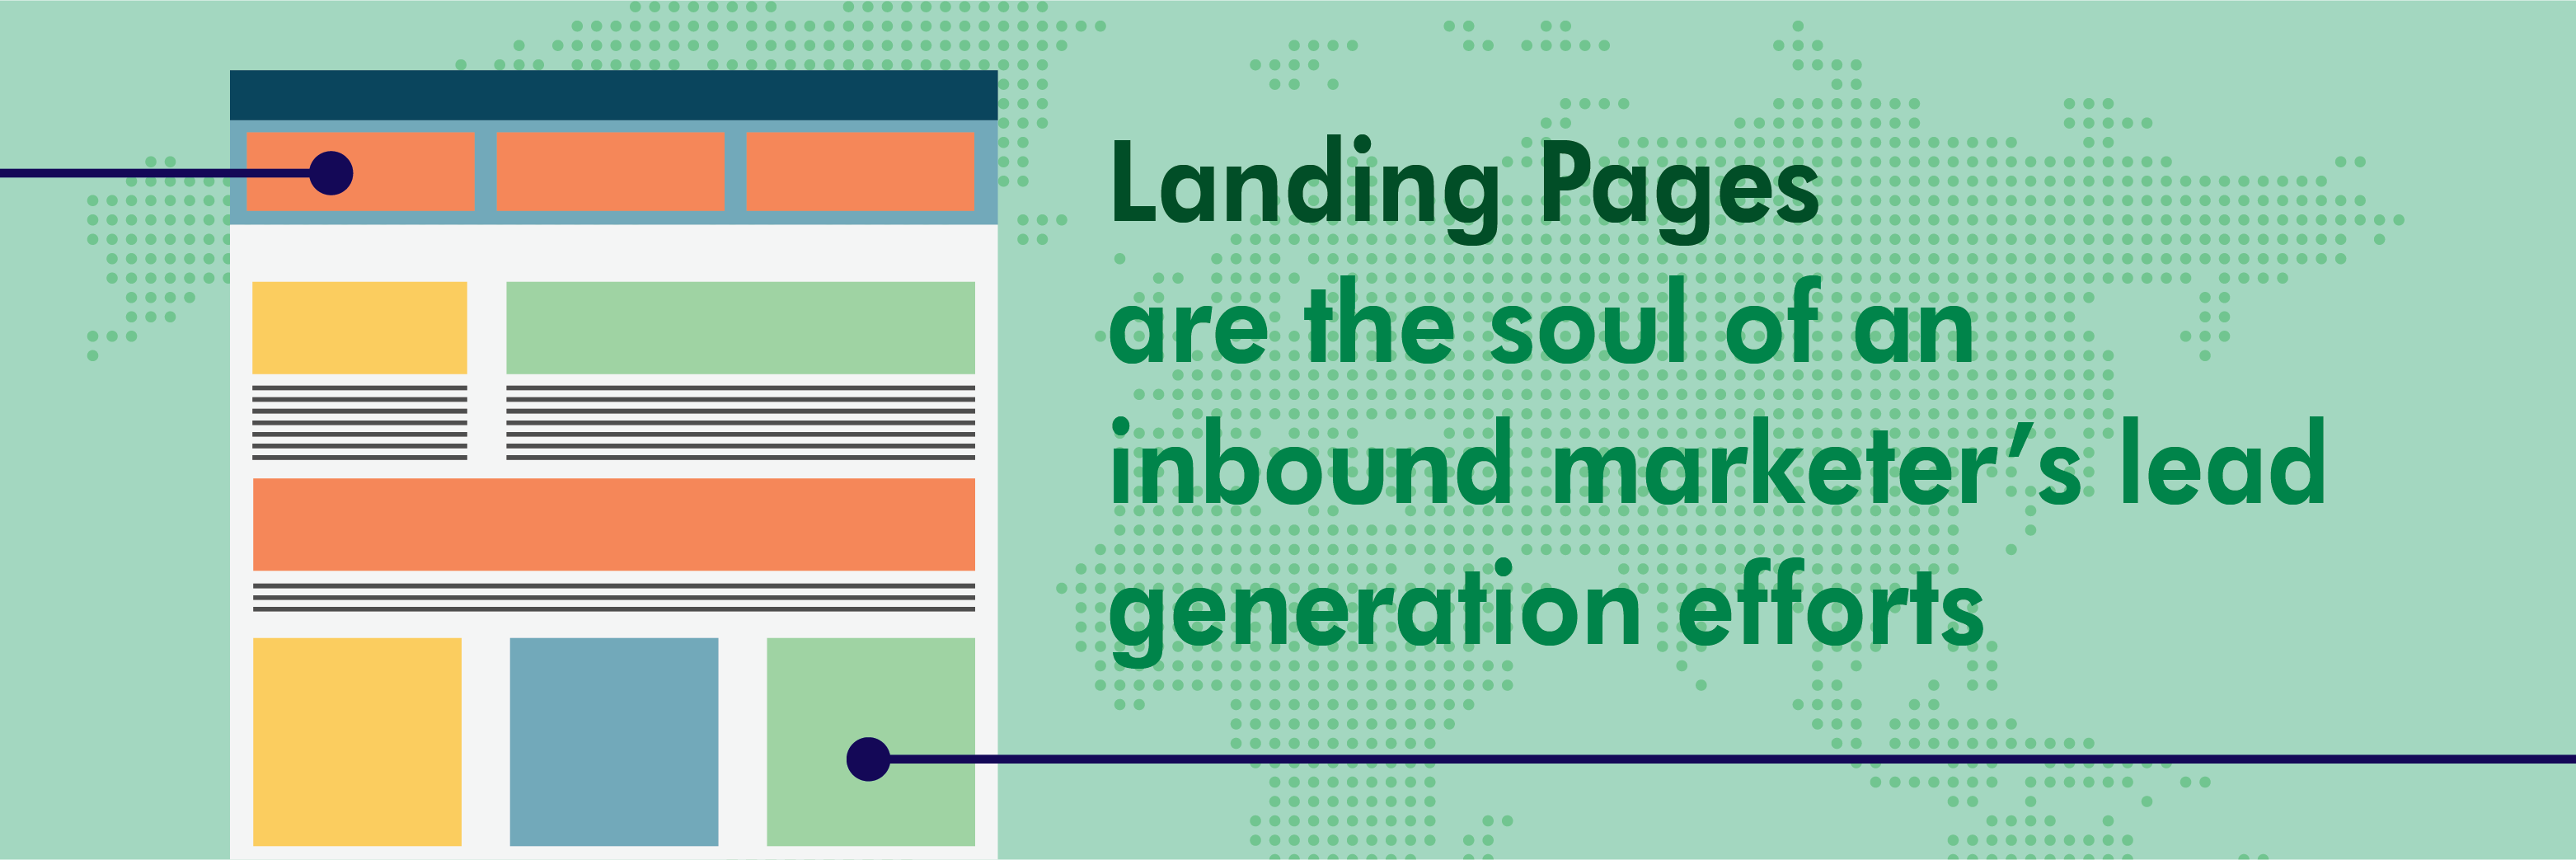 Landing Pages
are the soul of an
inbound marketer’s lead
generation efforts